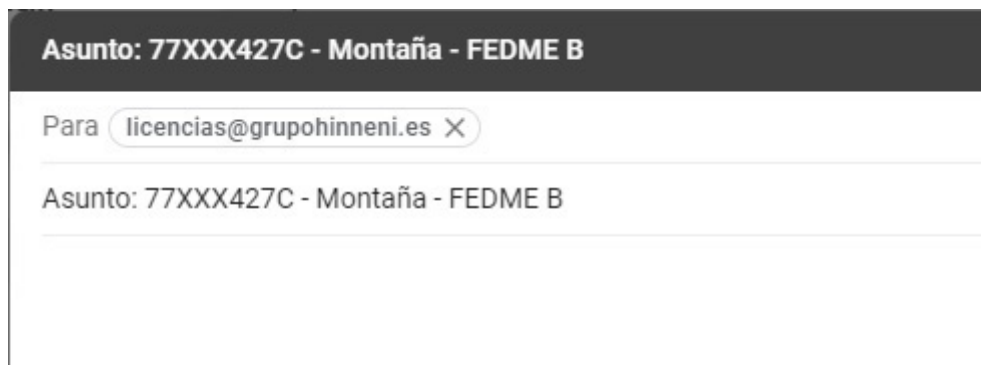 Asunto: 77XXX427C - Montaña - FEDME B
Para licencias@grupohinneni.es
Asunto: 77XXX427C - Montaña - FEDME B